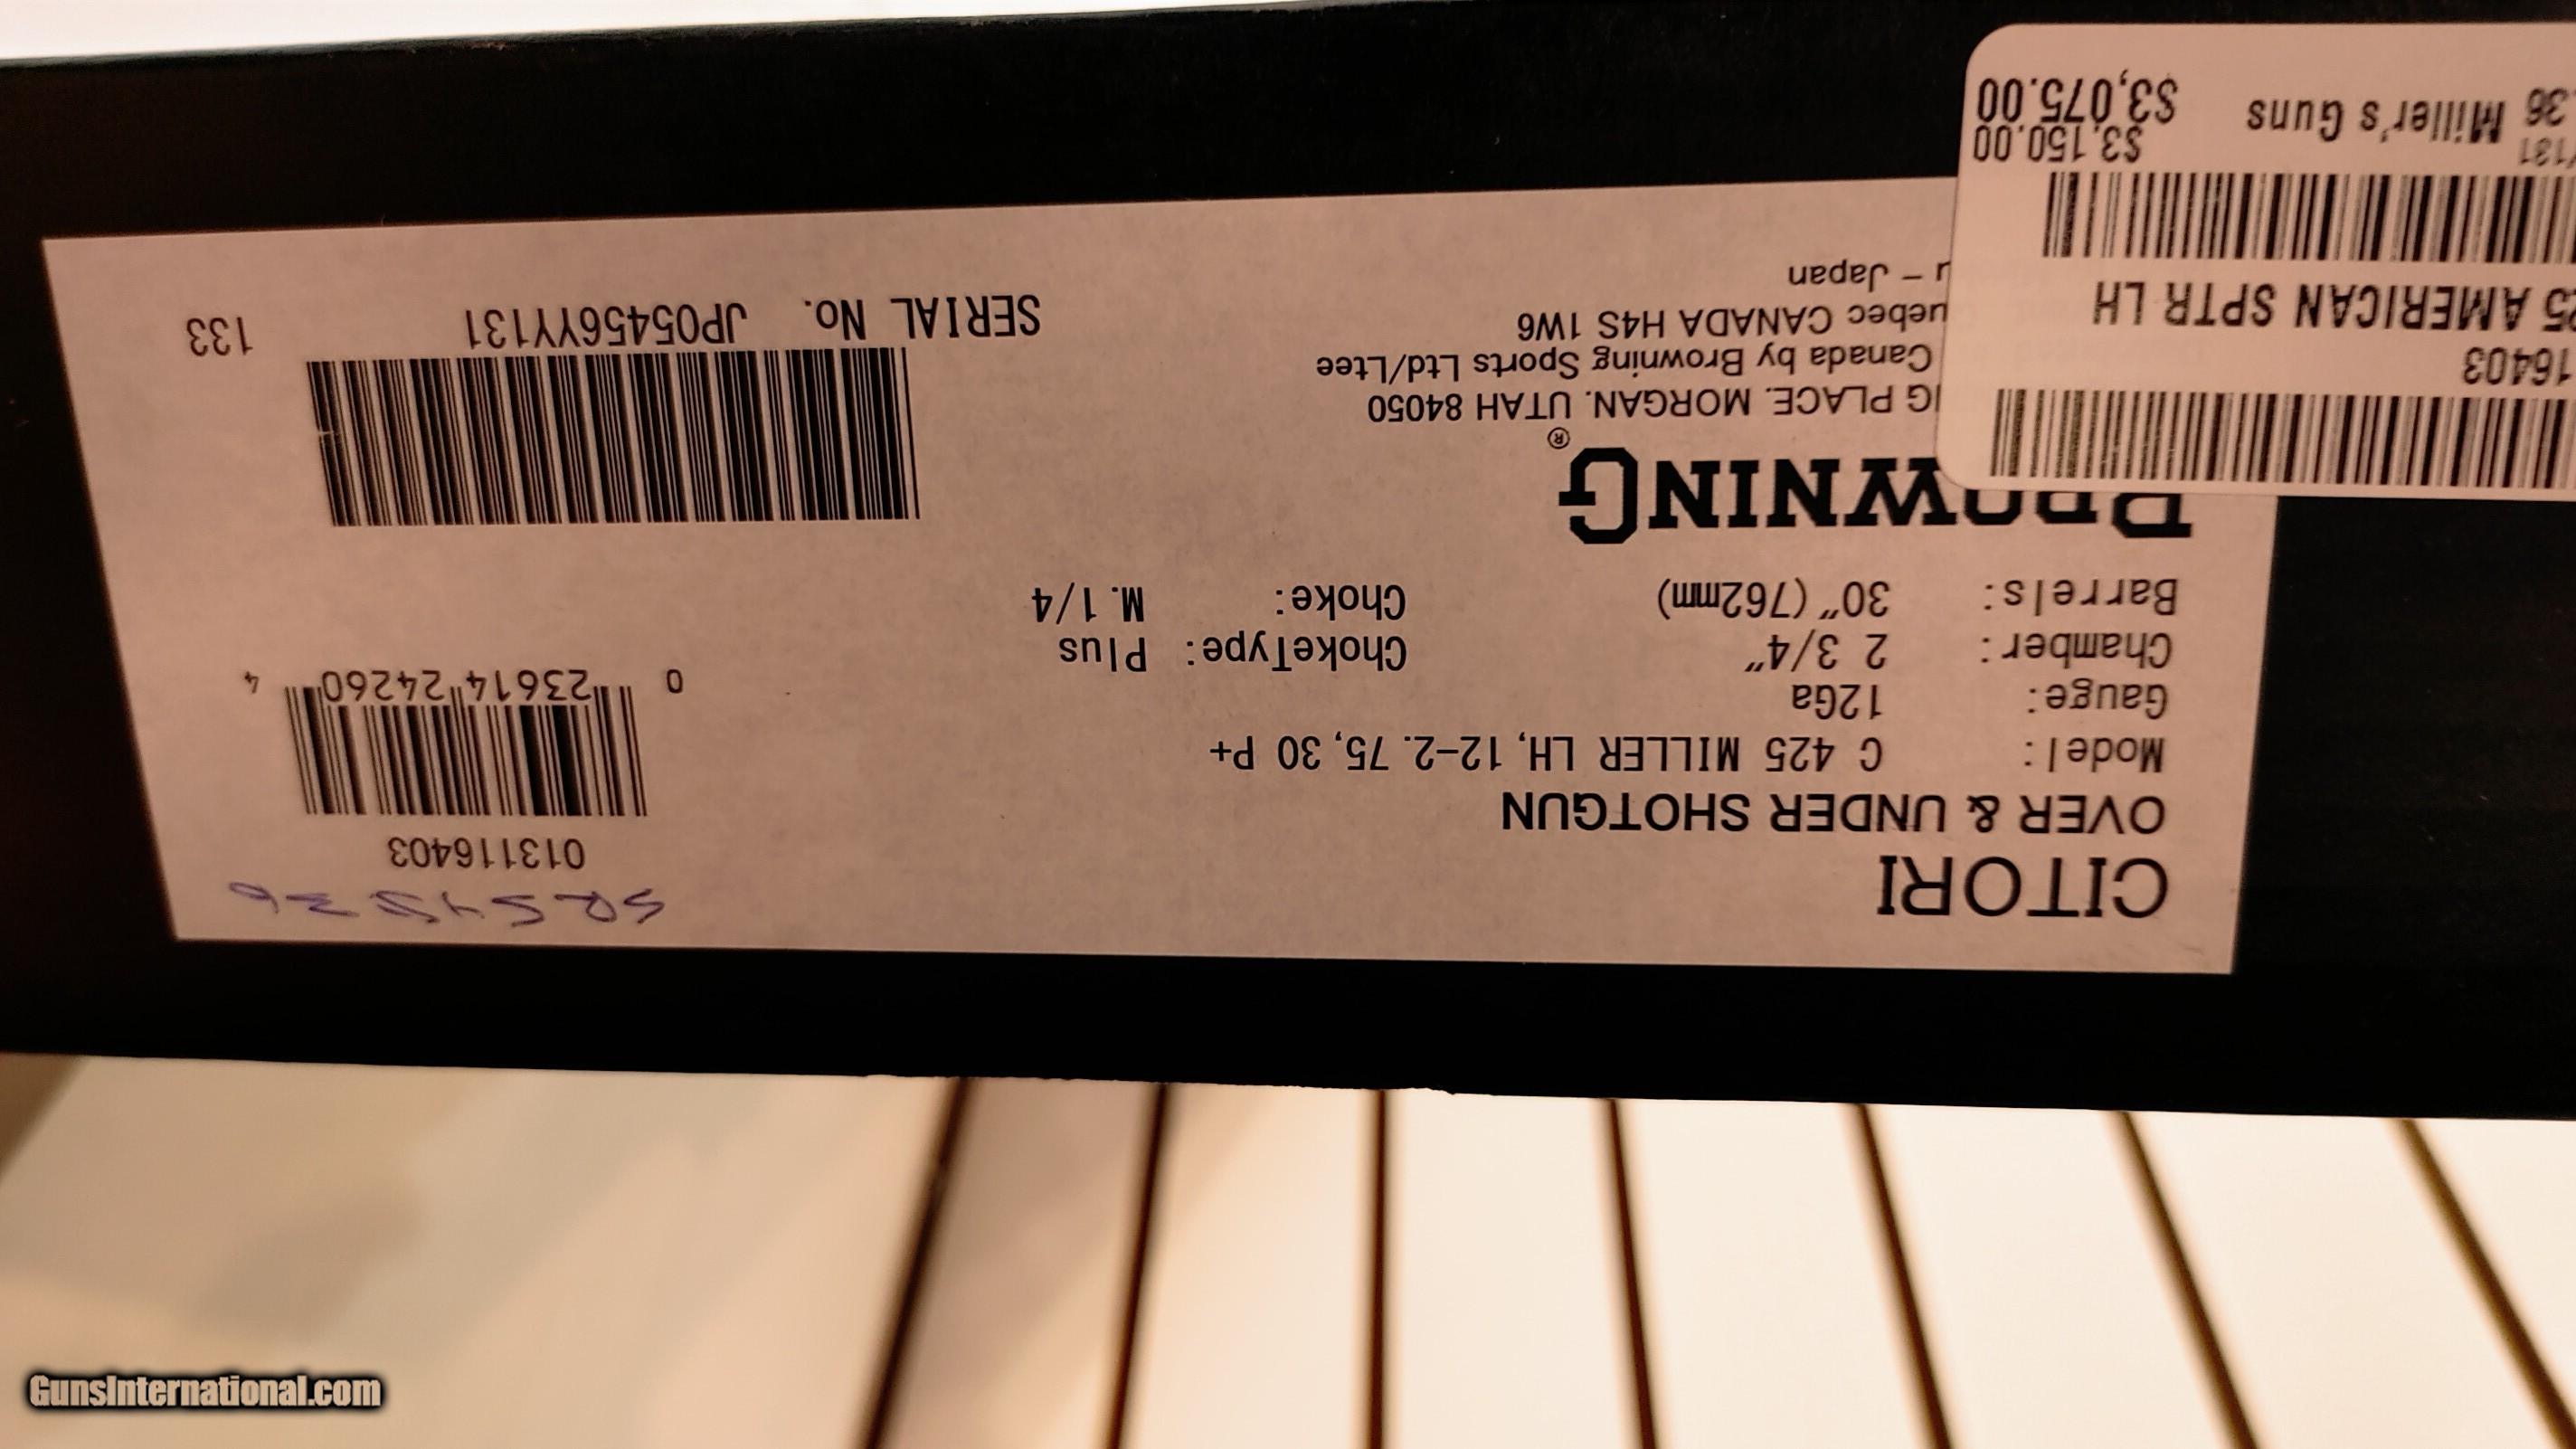 CITORI
OVER & UNDER SHOTGUN
Model: C 425 MILLER LH, 12-2. 75, 30 P+
Gauge: 12Ga
Chamber: 2 3/4" ChokeType: Plus
Barrels: 30" (762mm) Choke: M. 1/4
BROWNING®
PLACE. MORGAN. UTAH 84050
Canada by Browning Sports Ltd/Ltee
CANADA H4S 1W6
- Japan
013116403
0 23614 24260 4
SERIAL No. JP05456YY131 133
16403
AMERICAN SPTR LH
$3,150.00
36 Miller's Guns $3,075.00
GunsInternational.com